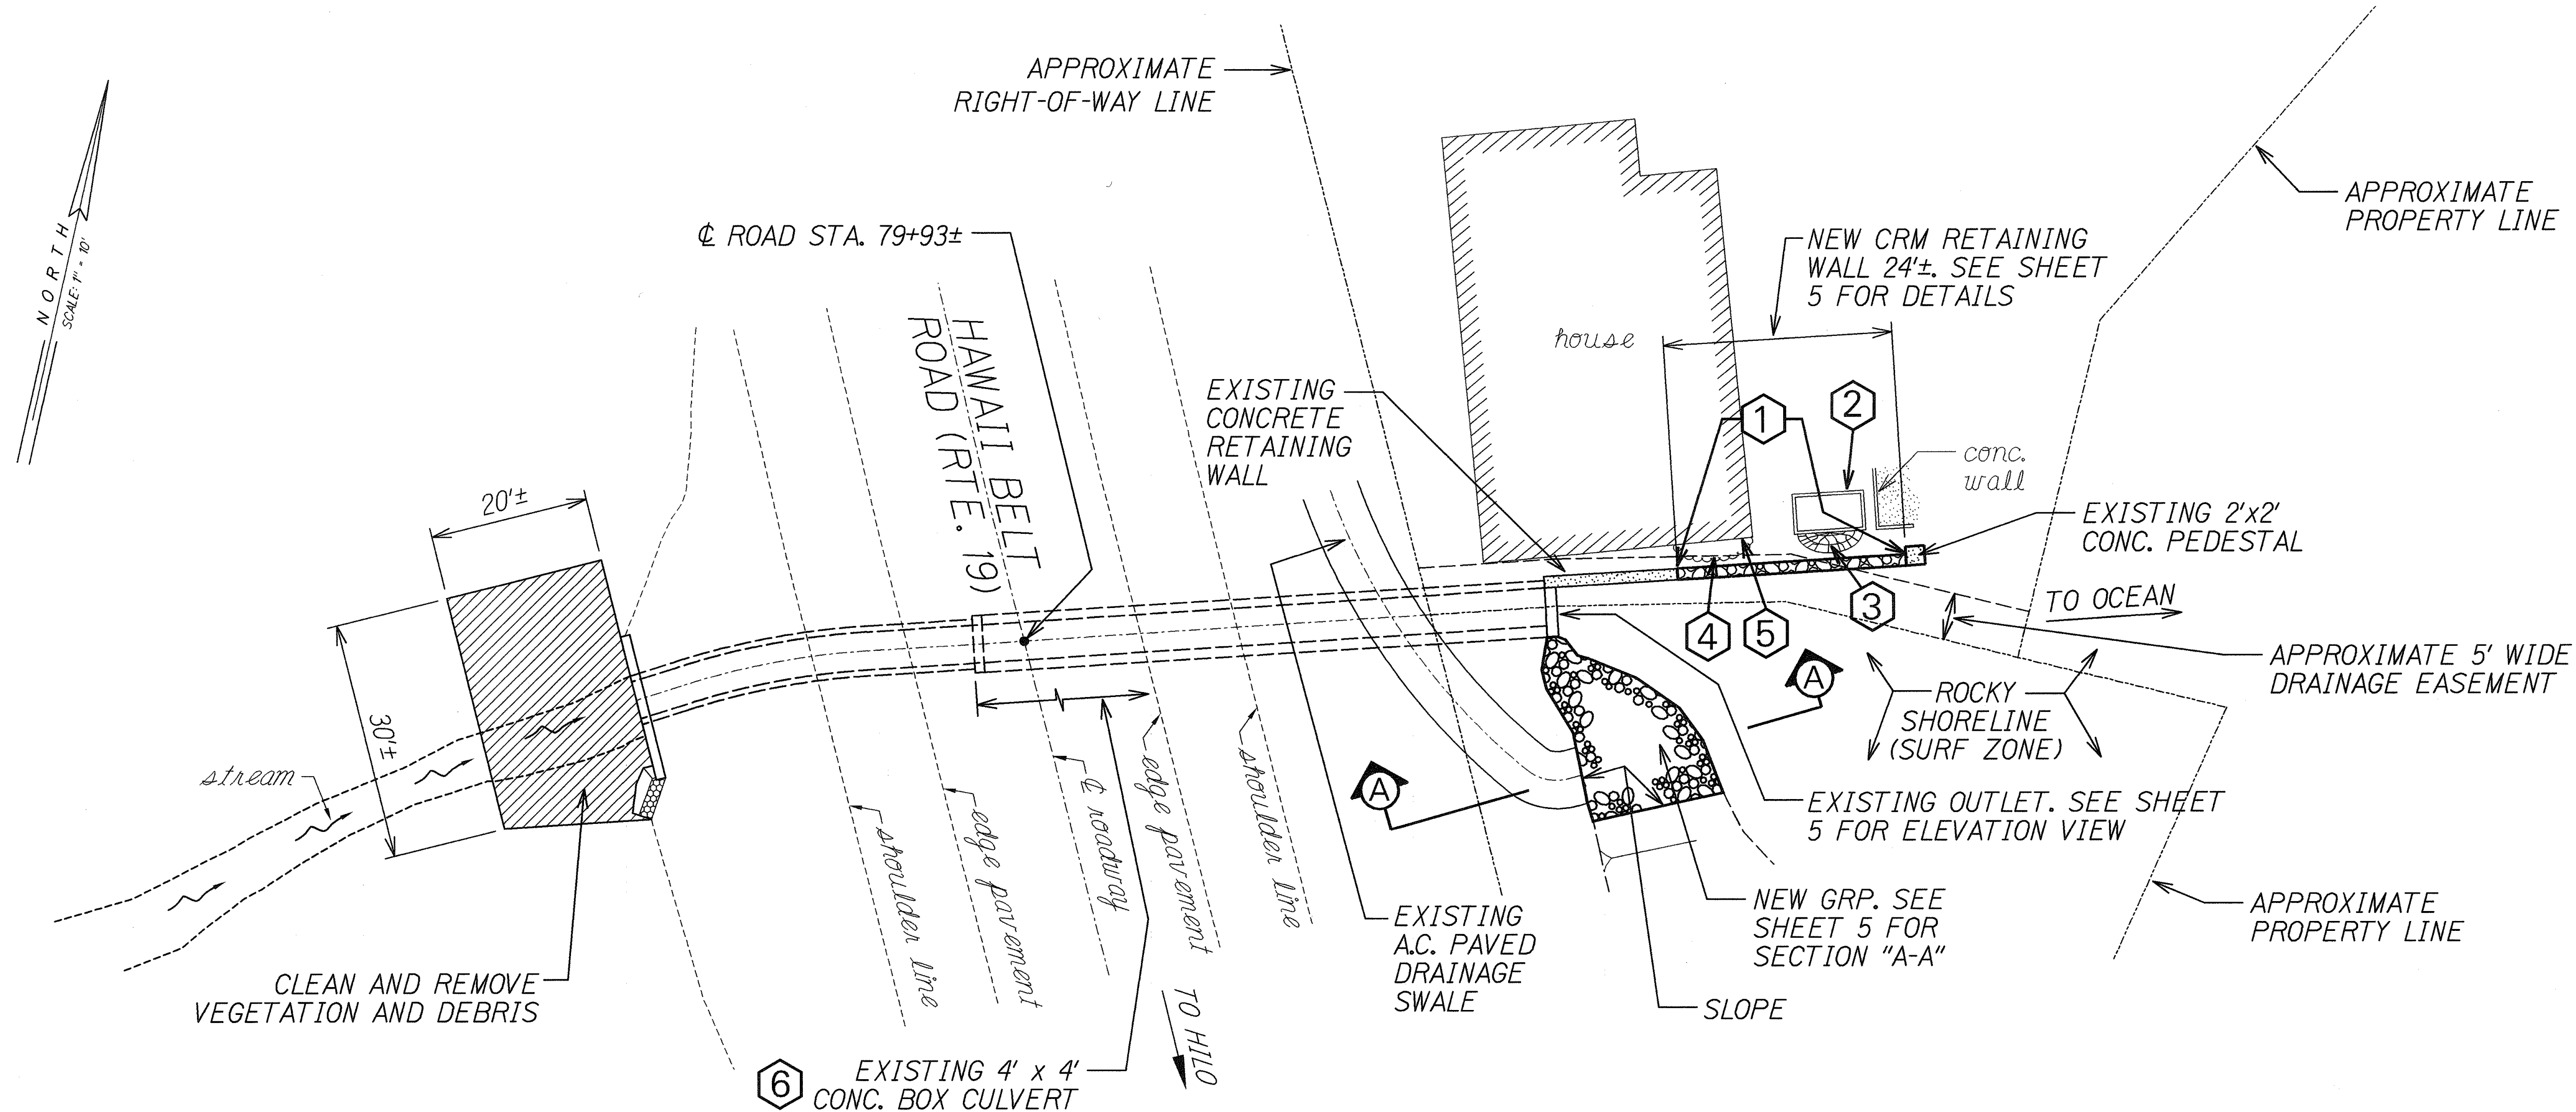 NORTH
SCALE: 1" = 10'
APPROXIMATE
RIGHT-OF-WAY LINE
℄ ROAD STA. 79+93±
HAWAII BELT
ROAD (RTE. 19)
APPROXIMATE
PROPERTY LINE
NEW CRM RETAINING
WALL 24'±. SEE SHEET
5 FOR DETAILS
house
EXISTING
CONCRETE
RETAINING
WALL
1
2
conc.
wall
EXISTING 2'x2'
CONC. PEDESTAL
20'±
30'±
stream
3
4
5
TO OCEAN
APPROXIMATE 5' WIDE
DRAINAGE EASEMENT
A
A
ROCKY
SHORELINE
(SURF ZONE)
EXISTING OUTLET. SEE SHEET
5 FOR ELEVATION VIEW
shoulder line
edge pavement
℄ roadway
edge pavement
shoulder line
EXISTING
A.C. PAVED
DRAINAGE
SWALE
NEW GRP. SEE
SHEET 5 FOR
SECTION "A-A"
SLOPE
APPROXIMATE
PROPERTY LINE
CLEAN AND REMOVE
VEGETATION AND DEBRIS
TO HILO
6
EXISTING 4' x 4'
CONC. BOX CULVERT